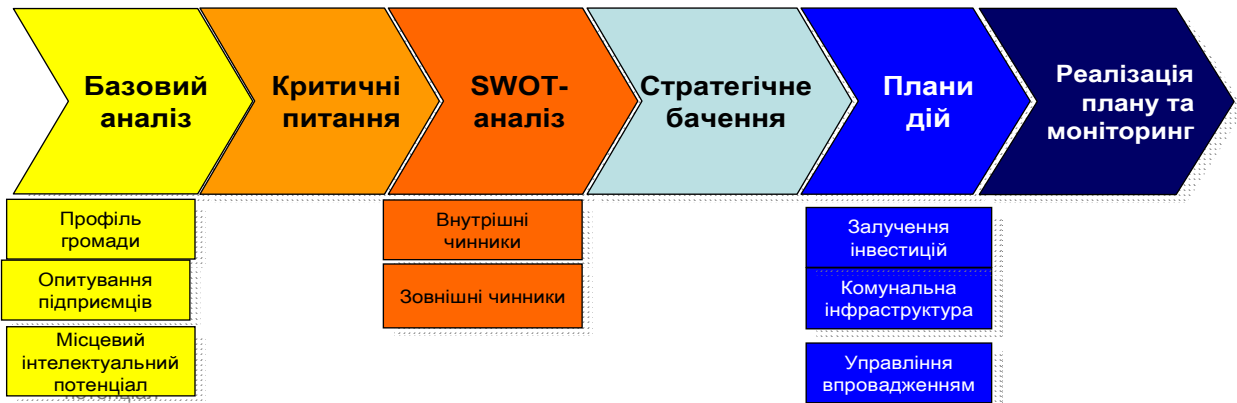 Базовий
аналіз
Критичні
питання
SWOT-
аналіз
Стратегічне
бачення
Плани
дій
Реалізація
плану та
моніторинг
Профіль
громади
Опитування
підприємців
Місцевий
інтелектуальний
потенціал
Внутрішні
чинники
Зовнішні чинники
Залучення
інвестицій
Комунальна
інфраструктура
Управління
впровадженням